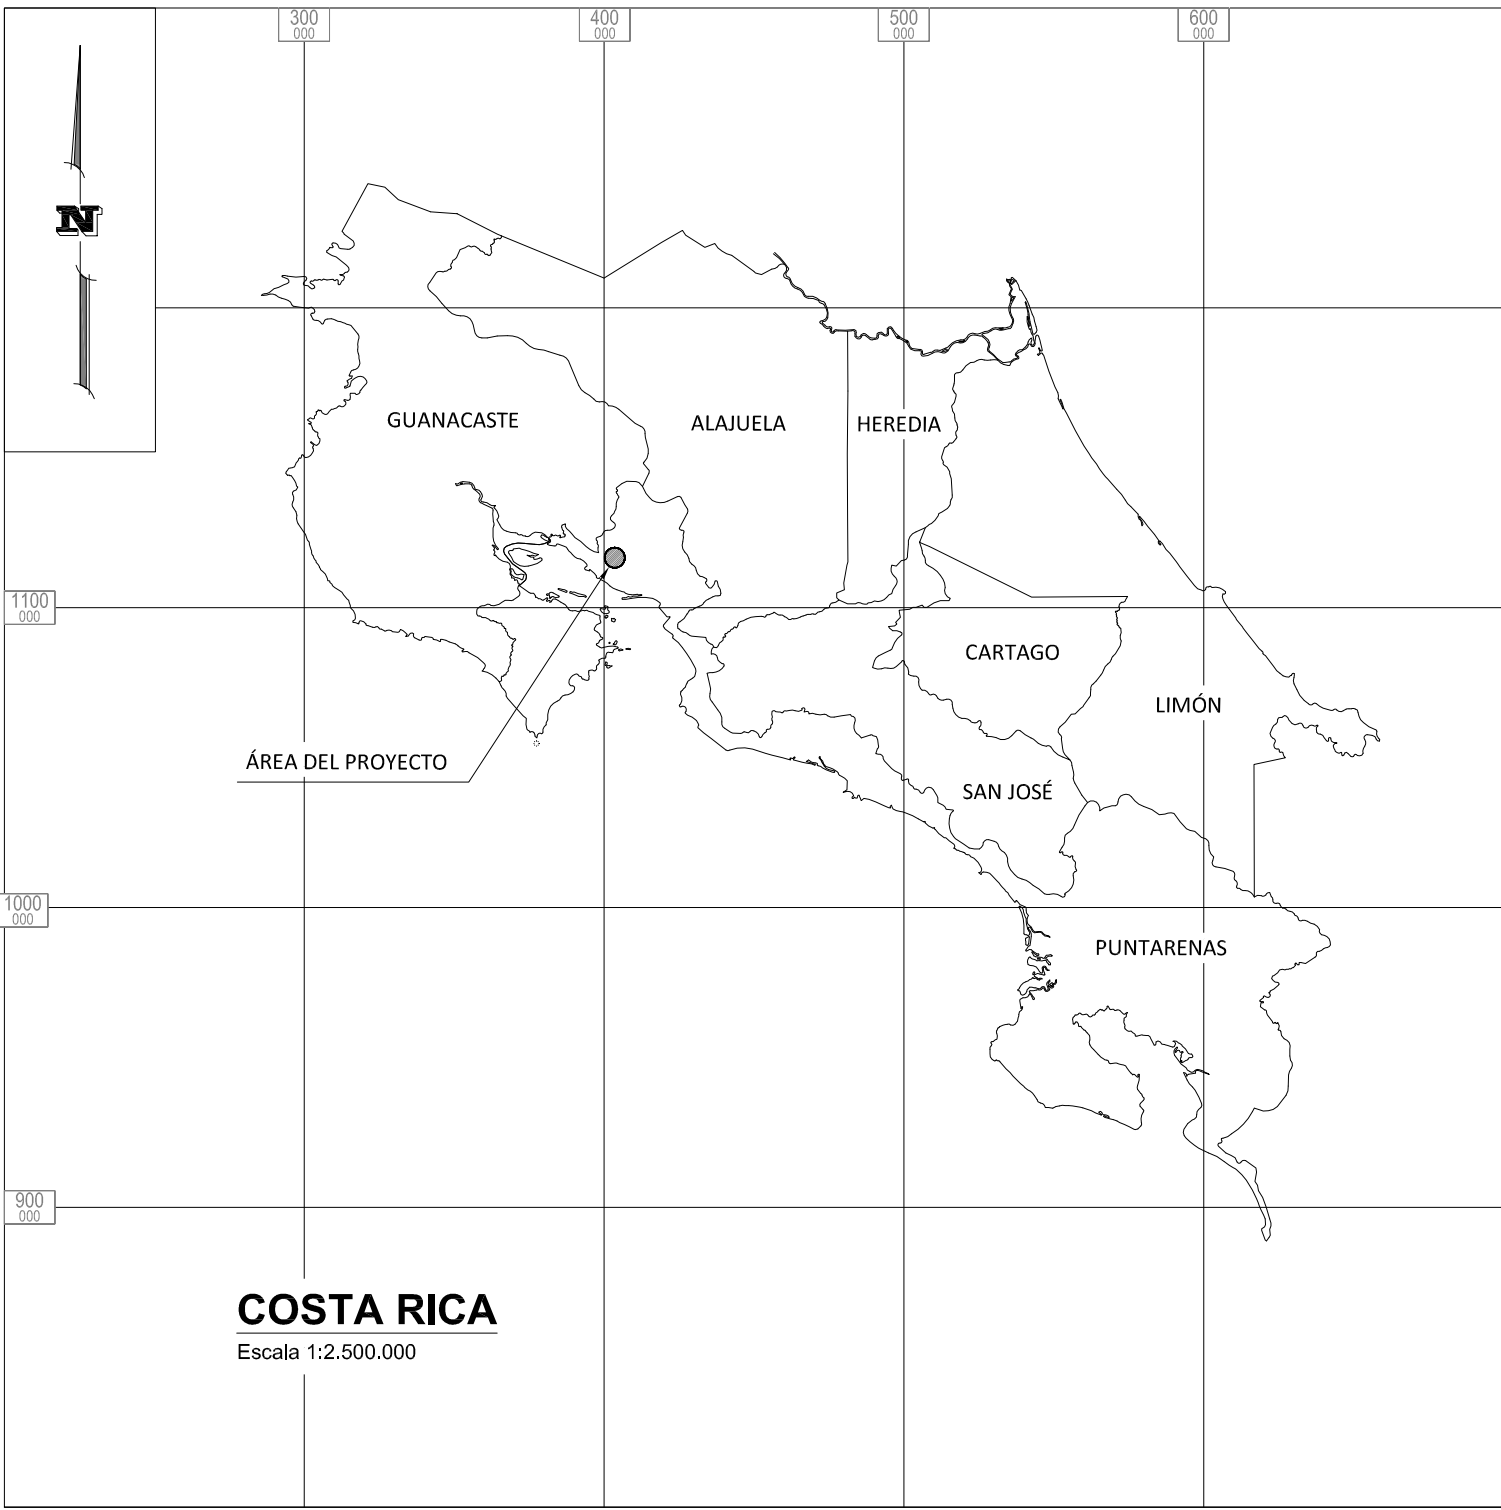 300
000
400
000
500
000
600
000
N
GUANACASTE
ALAJUELA
HEREDIA
1100
000
CARTAGO
LIMÓN
ÁREA DEL PROYECTO
SAN JOSÉ
1000
000
PUNTARENAS
900
000
COSTA RICA
Escala 1:2.500.000